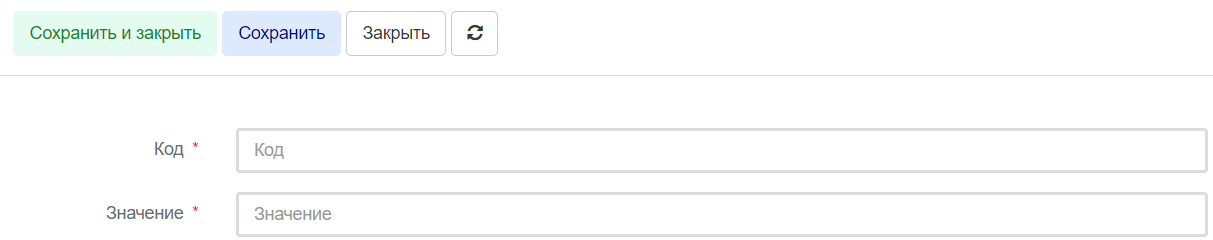 Сохранить и закрыть Сохранить Закрыть
Код * Код
Значение * Значение